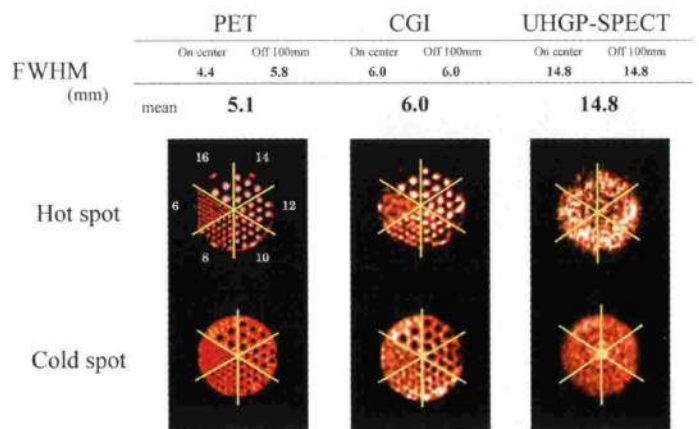 PET CGI UHGP-SPECT
On center Off 100mm On center Off 100mm On center Off 100mm
FWHM 4.4 5.8 6.0 6.0 14.8 14.8
(mm)
mean 5.1 6.0 14.8
16 14
Hot spot 6 12
8 10
Cold spot